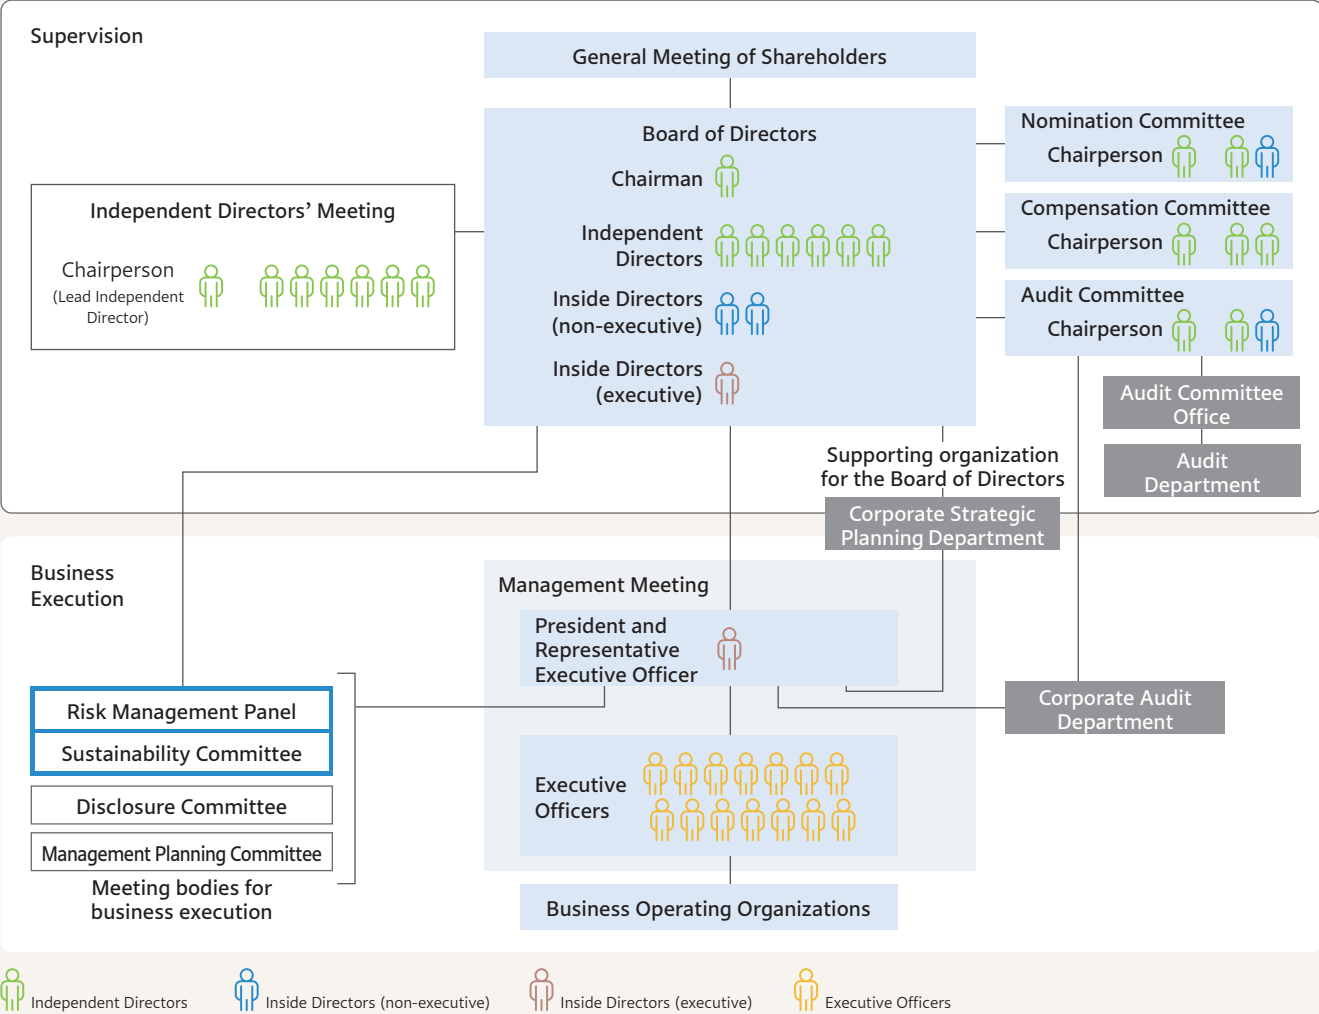 Supervision
General Meeting of Shareholders
Board of Directors
Chairman
Independent
Directors
Inside Directors
(non-executive)
Inside Directors
(executive)
Independent Directors’ Meeting
Chairperson
(Lead Independent
Director)
Nomination Committee
Chairperson
Compensation Committee
Chairperson
Audit Committee
Chairperson
Audit Committee
Office
Audit
Department
Supporting organization
for the Board of Directors
Corporate Strategic
Planning Department
Business
Execution
Management Meeting
President and
Representative
Executive Officer
Corporate Audit
Department
Risk Management Panel
Sustainability Committee
Disclosure Committee
Management Planning Committee
Meeting bodies for
business execution
Executive
Officers
Business Operating Organizations
Independent Directors
Inside Directors (non-executive)
Inside Directors (executive)
Executive Officers